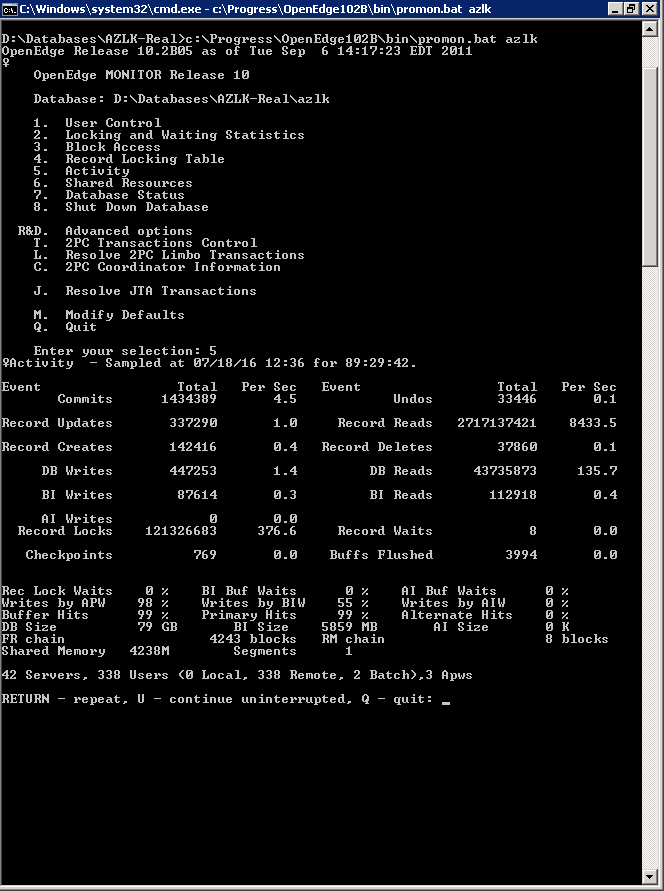 C:\Windows\system32\cmd.exe - c:\Progress\OpenEdge102B\bin\promon.bat azlk
D:\Databases\AZLK-Real>c:\Progress\OpenEdge102B\bin\promon.bat azlk
OpenEdge Release 10.2B05 as of Tue Sep  6 14:17:23 EDT 2011
♀
OpenEdge MONITOR Release 10
Database: D:\Databases\AZLK-Real\azlk
1.  User Control
2.  Locking and Waiting Statistics
3.  Block Access
4.  Record Locking Table
5.  Activity
6.  Shared Resources
7.  Database Status
8.  Shut Down Database
R&D.  Advanced options
T.  2PC Transactions Control
L.  Resolve 2PC Limbo Transactions
C.  2PC Coordinator Information
J.  Resolve JTA Transactions
M.  Modify Defaults
Q.  Quit
Enter your selection: 5
♀Activity  - Sampled at 07/18/16 12:36 for 89:29:42.
Event Total Per Sec Event Total Per Sec
Commits 1434389 4.5 Undos 33446 0.1
Record Updates 337290 1.0 Record Reads 2717137421 8433.5
Record Creates 142416 0.4 Record Deletes 37860 0.1
DB Writes 447253 1.4 DB Reads 43735873 135.7
BI Writes 87614 0.3 BI Reads 112918 0.4
AI Writes 0 0.0
Record Locks 121326683 376.6 Record Waits 8 0.0
Checkpoints 769 0.0 Buffs Flushed 3994 0.0
Rec Lock Waits 0 % BI Buf Waits 0 % AI Buf Waits 0 %
Writes by APW 98 % Writes by BIW 55 % Writes by AIW 0 %
Buffer Hits 99 % Primary Hits 99 % Alternate Hits 0 %
DB Size 79 GB BI Size 5859 MB AI Size 0 K
FR chain 4243 blocks RM chain 8 blocks
Shared Memory 4238M Segments 1
42 Servers, 338 Users (0 Local, 338 Remote, 2 Batch),3 Apws
RETURN - repeat, U - continue uninterrupted, Q - quit: _